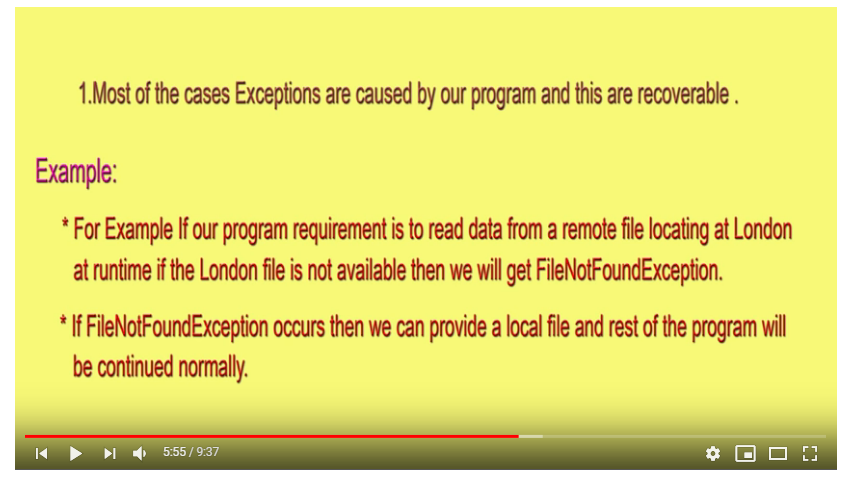 1.Most of the cases Exceptions are caused by our program and this are recoverable .
Example:
* For Example If our program requirement is to read data from a remote file locating at London
at runtime if the London file is not available then we will get FileNotFoundException.
* If FileNotFoundException occurs then we can provide a local file and rest of the program will
be continued normally.
5:55 / 9:37